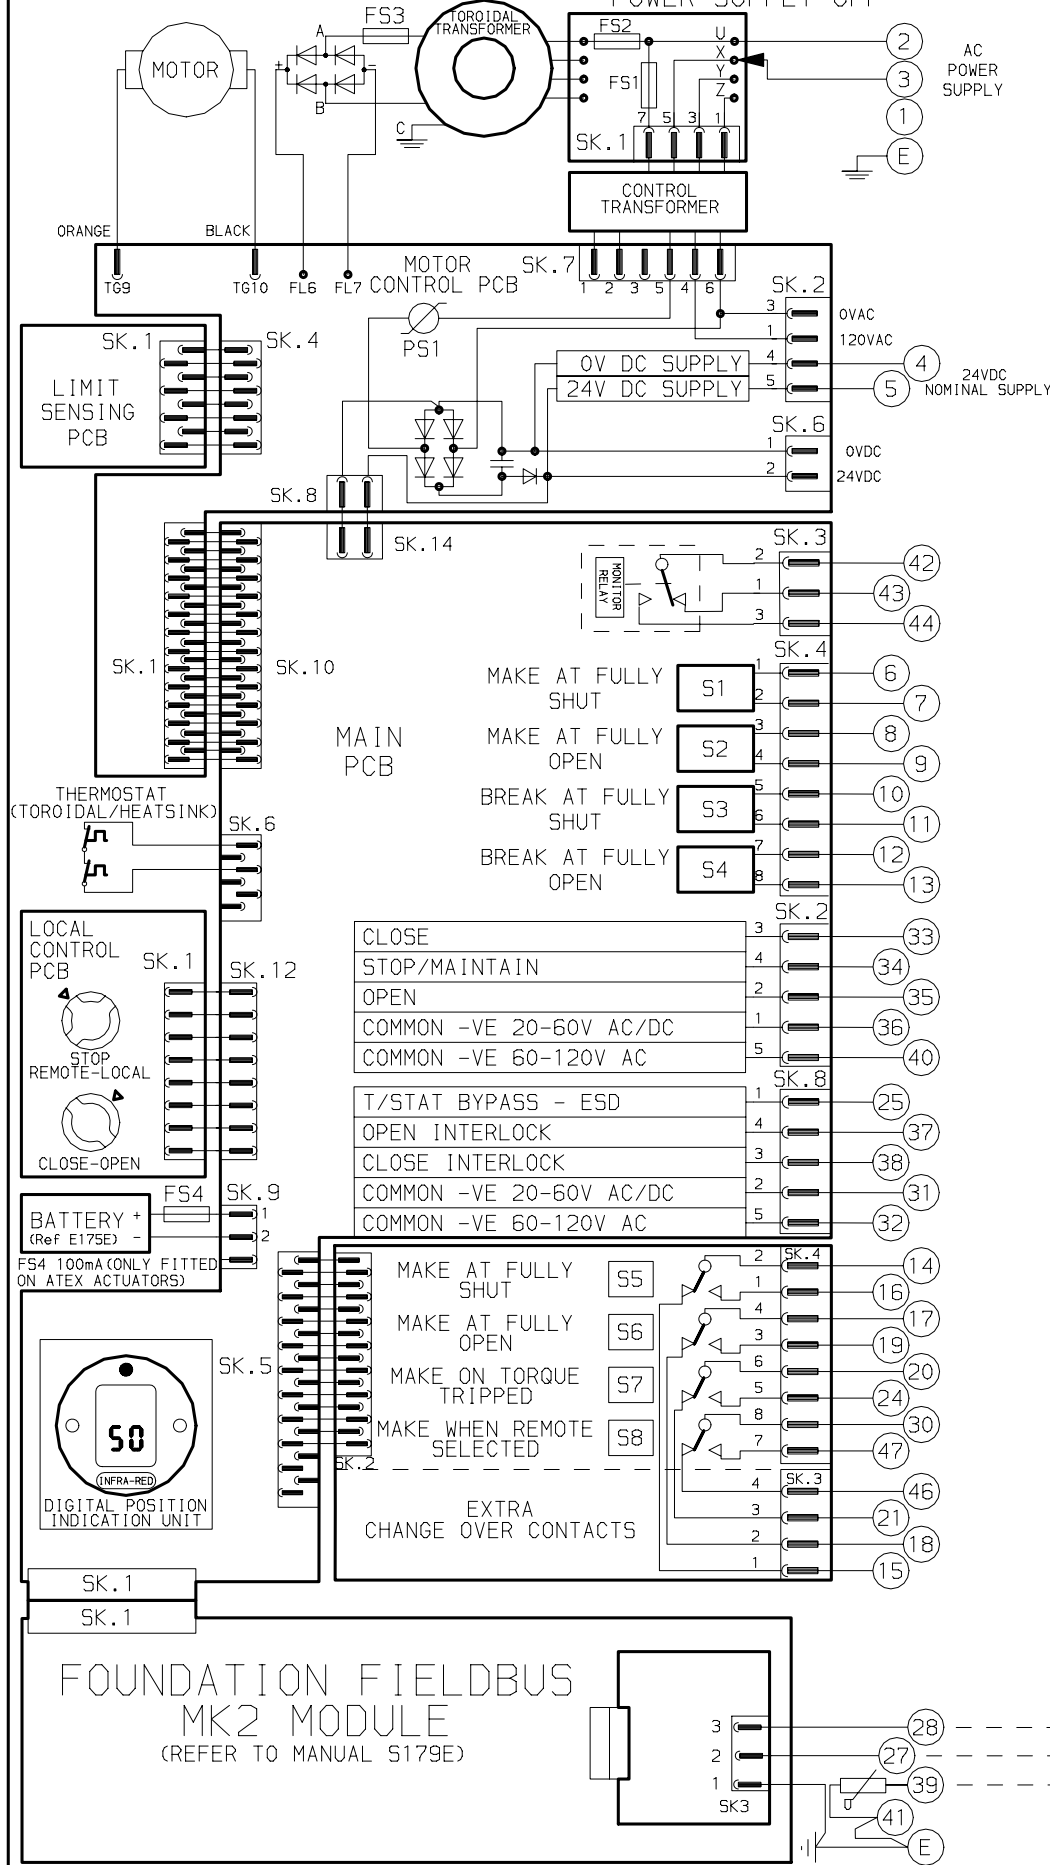 POWER SUPPLY OFF
FS3
TOROIDAL
TRANSFORMER
FS2
U
X
Y
Z
2
3
1
E
AC
POWER
SUPPLY
MOTOR
A
+
-
B
C
FS1
7 5 3 1
SK.1
CONTROL
TRANSFORMER
ORANGE
BLACK
TG9
TG10
FL6
FL7
MOTOR
CONTROL PCB
SK.7
1 2 3 5 4 6
SK.2
3 0VAC
1 120VAC
PS1
0V DC SUPPLY 4 4
24V DC SUPPLY 5 5
24VDC
NOMINAL SUPPLY
SK.1
SK.4
LIMIT
SENSING
PCB
SK.6
1 0VDC
2 24VDC
SK.8
SK.14
SK.3
MONITOR
RELAY
2 42
1 43
3 44
SK.1
SK.10
MAIN
PCB
SK.4
MAKE AT FULLY
SHUT
S1
1 6
2 7
MAKE AT FULLY
OPEN
S2
3 8
4 9
BREAK AT FULLY
SHUT
S3
5 10
6 11
BREAK AT FULLY
OPEN
S4
7 12
8 13
THERMOSTAT
(TOROIDAL/HEATSINK)
SK.6
SK.2
CLOSE 3 33
STOP/MAINTAIN 4 34
OPEN 2 35
COMMON -VE 20-60V AC/DC 1 36
COMMON -VE 60-120V AC 5 40
LOCAL
CONTROL
PCB
SK.1
SK.12
STOP
REMOTE-LOCAL
CLOSE-OPEN
SK.8
T/STAT BYPASS - ESD 1 25
OPEN INTERLOCK 4 37
CLOSE INTERLOCK 3 38
COMMON -VE 20-60V AC/DC 2 31
COMMON -VE 60-120V AC 5 32
BATTERY + -
(Ref E175E)
FS4
SK.9
1
2
FS4 100mA(ONLY FITTED
ON ATEX ACTUATORS)
SK.4
MAKE AT FULLY
SHUT
S5
2 14
1 16
MAKE AT FULLY
OPEN
S6
4 17
3 19
MAKE ON TORQUE
TRIPPED
S7
6 20
5 24
MAKE WHEN REMOTE
SELECTED
S8
8 30
7 47
SK.5
SK.2
50
(INFRA-RED)
DIGITAL POSITION
INDICATION UNIT
EXTRA
CHANGE OVER CONTACTS
SK.3
4 46
3 21
2 18
1 15
SK.1
SK.1
FOUNDATION FIELDBUS
MK2 MODULE
(REFER TO MANUAL S179E)
3 28
2 27
1 39
SK3
U
41
E